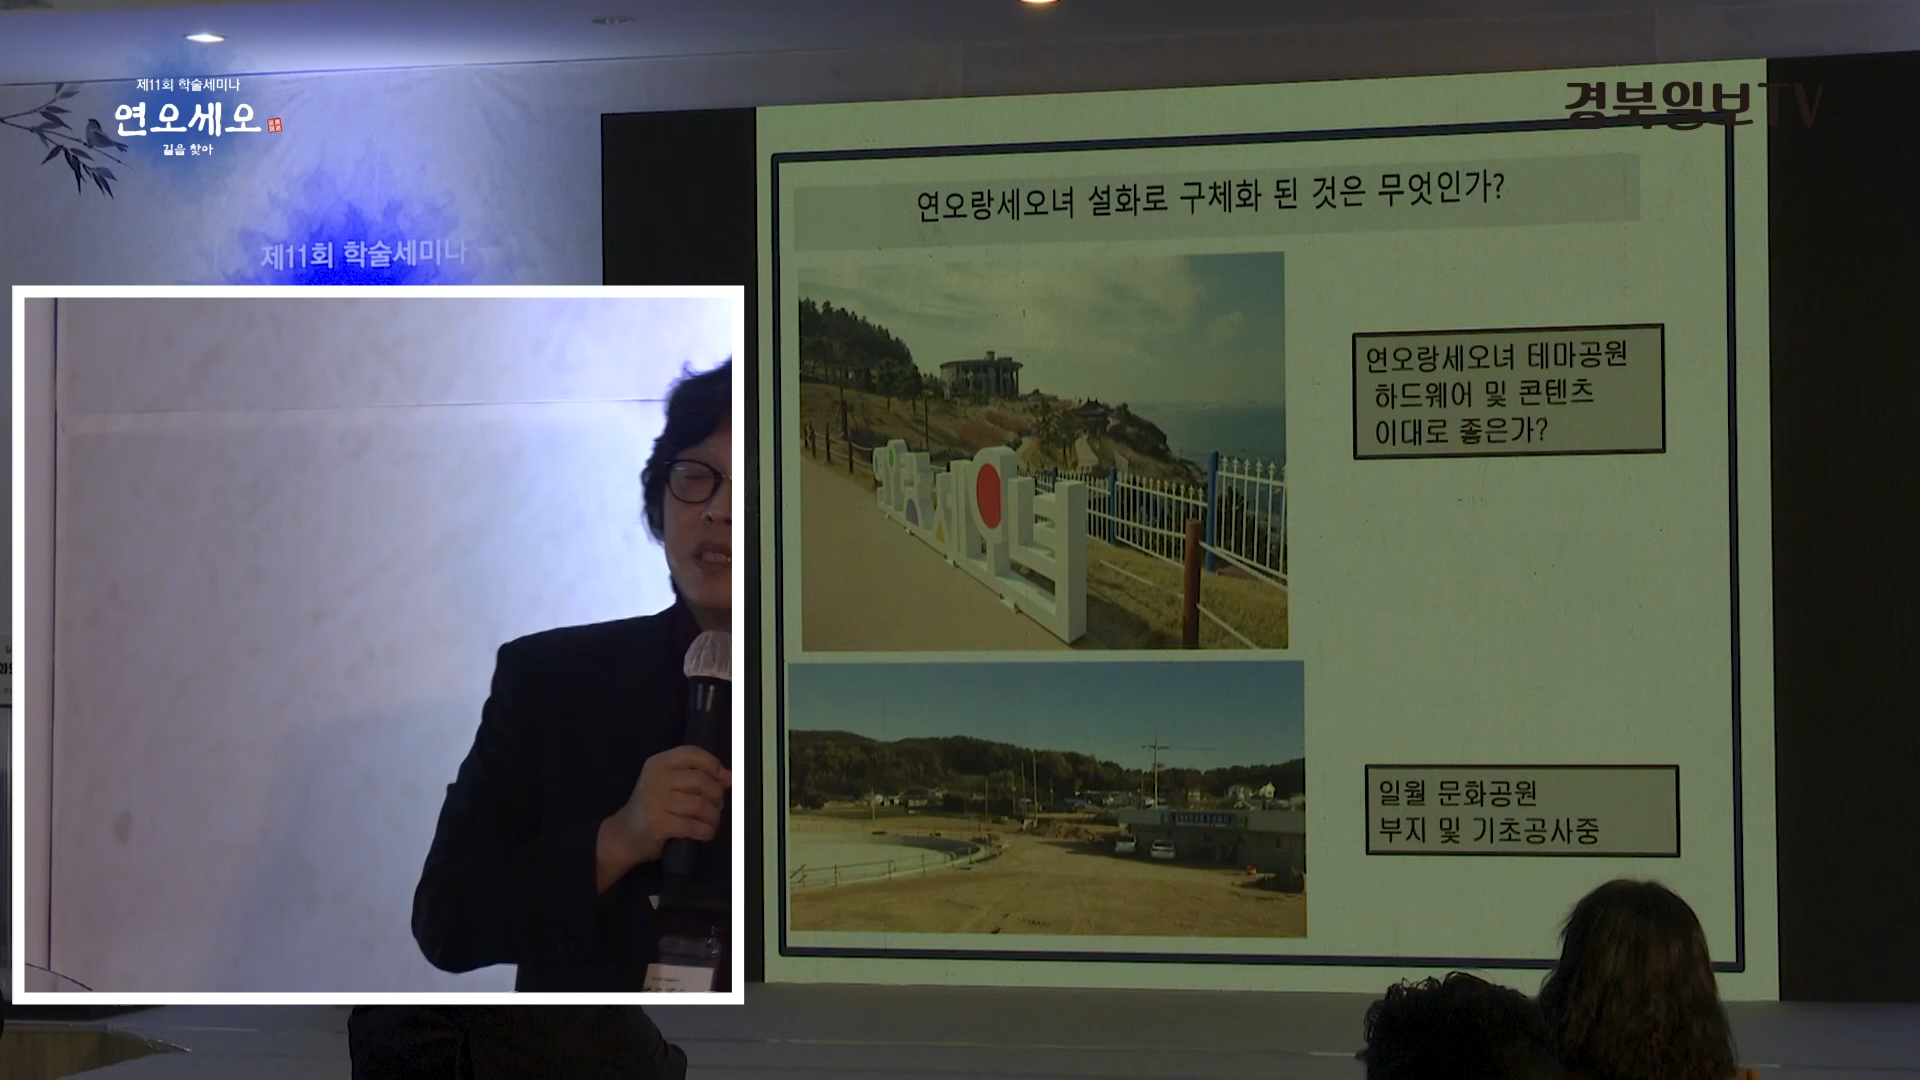 제11회 학술세미나
연오세오
길을 찾아
경북일보TV
제11회 학술세미나
연오랑세오녀 설화로 구체화 된 것은 무엇인가?
연오랑세오녀 테마공원
하드웨어 및 콘텐츠
이대로 좋은가?
일월 문화공원
부지 및 기초공사중